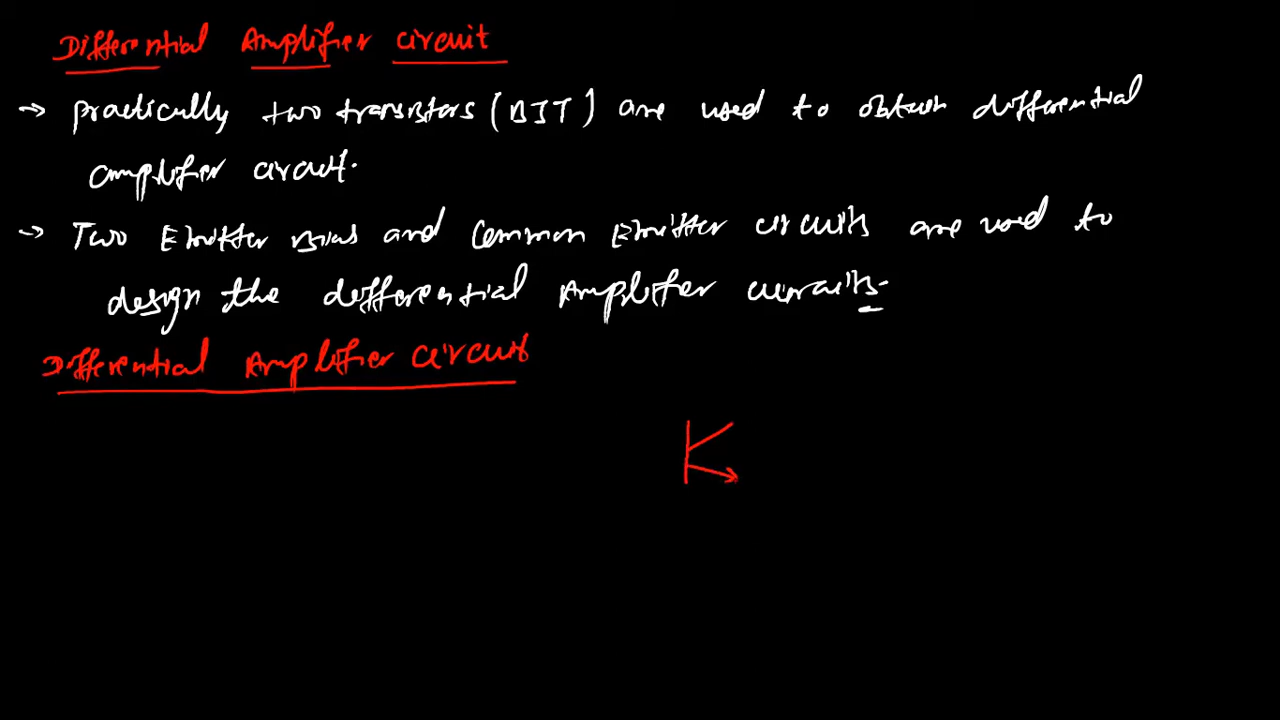 Differential Amplifier circuit
→ practically two transistors (BJT) are used to obtain differential
amplifier circuit.
→ Two Emitter Bias and Common Emitter circuits are used to
design the differential Amplifier circuits.
Differential Amplifier circuit